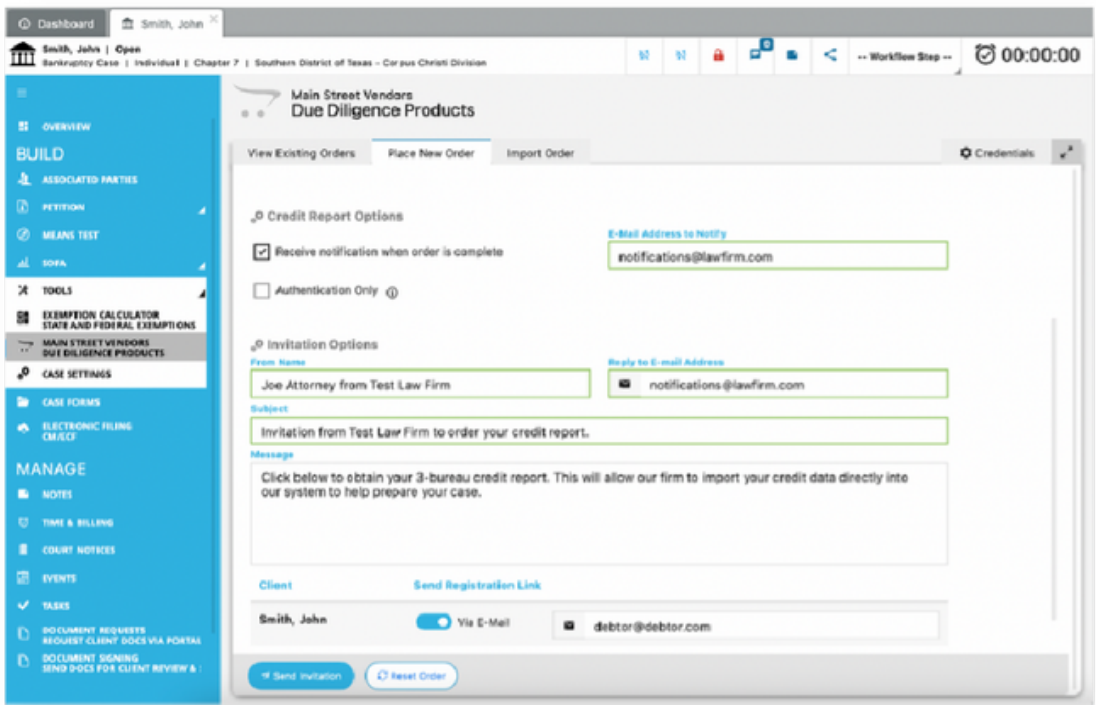 Dashboard
Smith, John
Smith, John | Open
Bankruptcy Case | Individual | Chapter 7 | Southern District of Texas - Corpus Christi Division
0
-- Workflow Step --
00:00:00
OVERVIEW
BUILD
ASSOCIATED PARTIES
PETITION
MEANS TEST
SOFA
TOOLS
EXEMPTION CALCULATOR
STATE AND FEDERAL EXEMPTIONS
MAIN STREET VENDORS
DUE DILIGENCE PRODUCTS
CASE SETTINGS
CASE FORMS
ELECTRONIC FILING
CM/ECF
MANAGE
NOTES
TIME & BILLING
COURT NOTICES
EVENTS
TASKS
DOCUMENT REQUESTS
REQUEST CLIENT DOCS VIA PORTAL
DOCUMENT SIGNING
SEND DOCS FOR CLIENT REVIEW &
Main Street Vendors
Due Diligence Products
View Existing Orders
Place New Order
Import Order
Credentials
Credit Report Options
Receive notification when order is complete
E-Mail Address to Notify
notifications@lawfirm.com
Authentication Only
Invitation Options
From Name
Joe Attorney from Test Law Firm
Reply to E-mail Address
notifications@lawfirm.com
Subject
Invitation from Test Law Firm to order your credit report.
Message
Click below to obtain your 3-bureau credit report. This will allow our firm to import your credit data directly into
our system to help prepare your case.
Client
Send Registration Link
Smith, John
Via E-Mail
debtor@debtor.com
Send Invitation
Reset Order